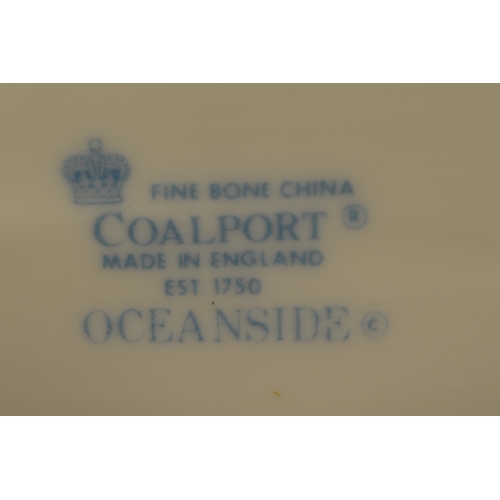 FINE BONE CHINA
COALPORT ®
MADE IN ENGLAND
EST. 1750
OCEANSIDE ©